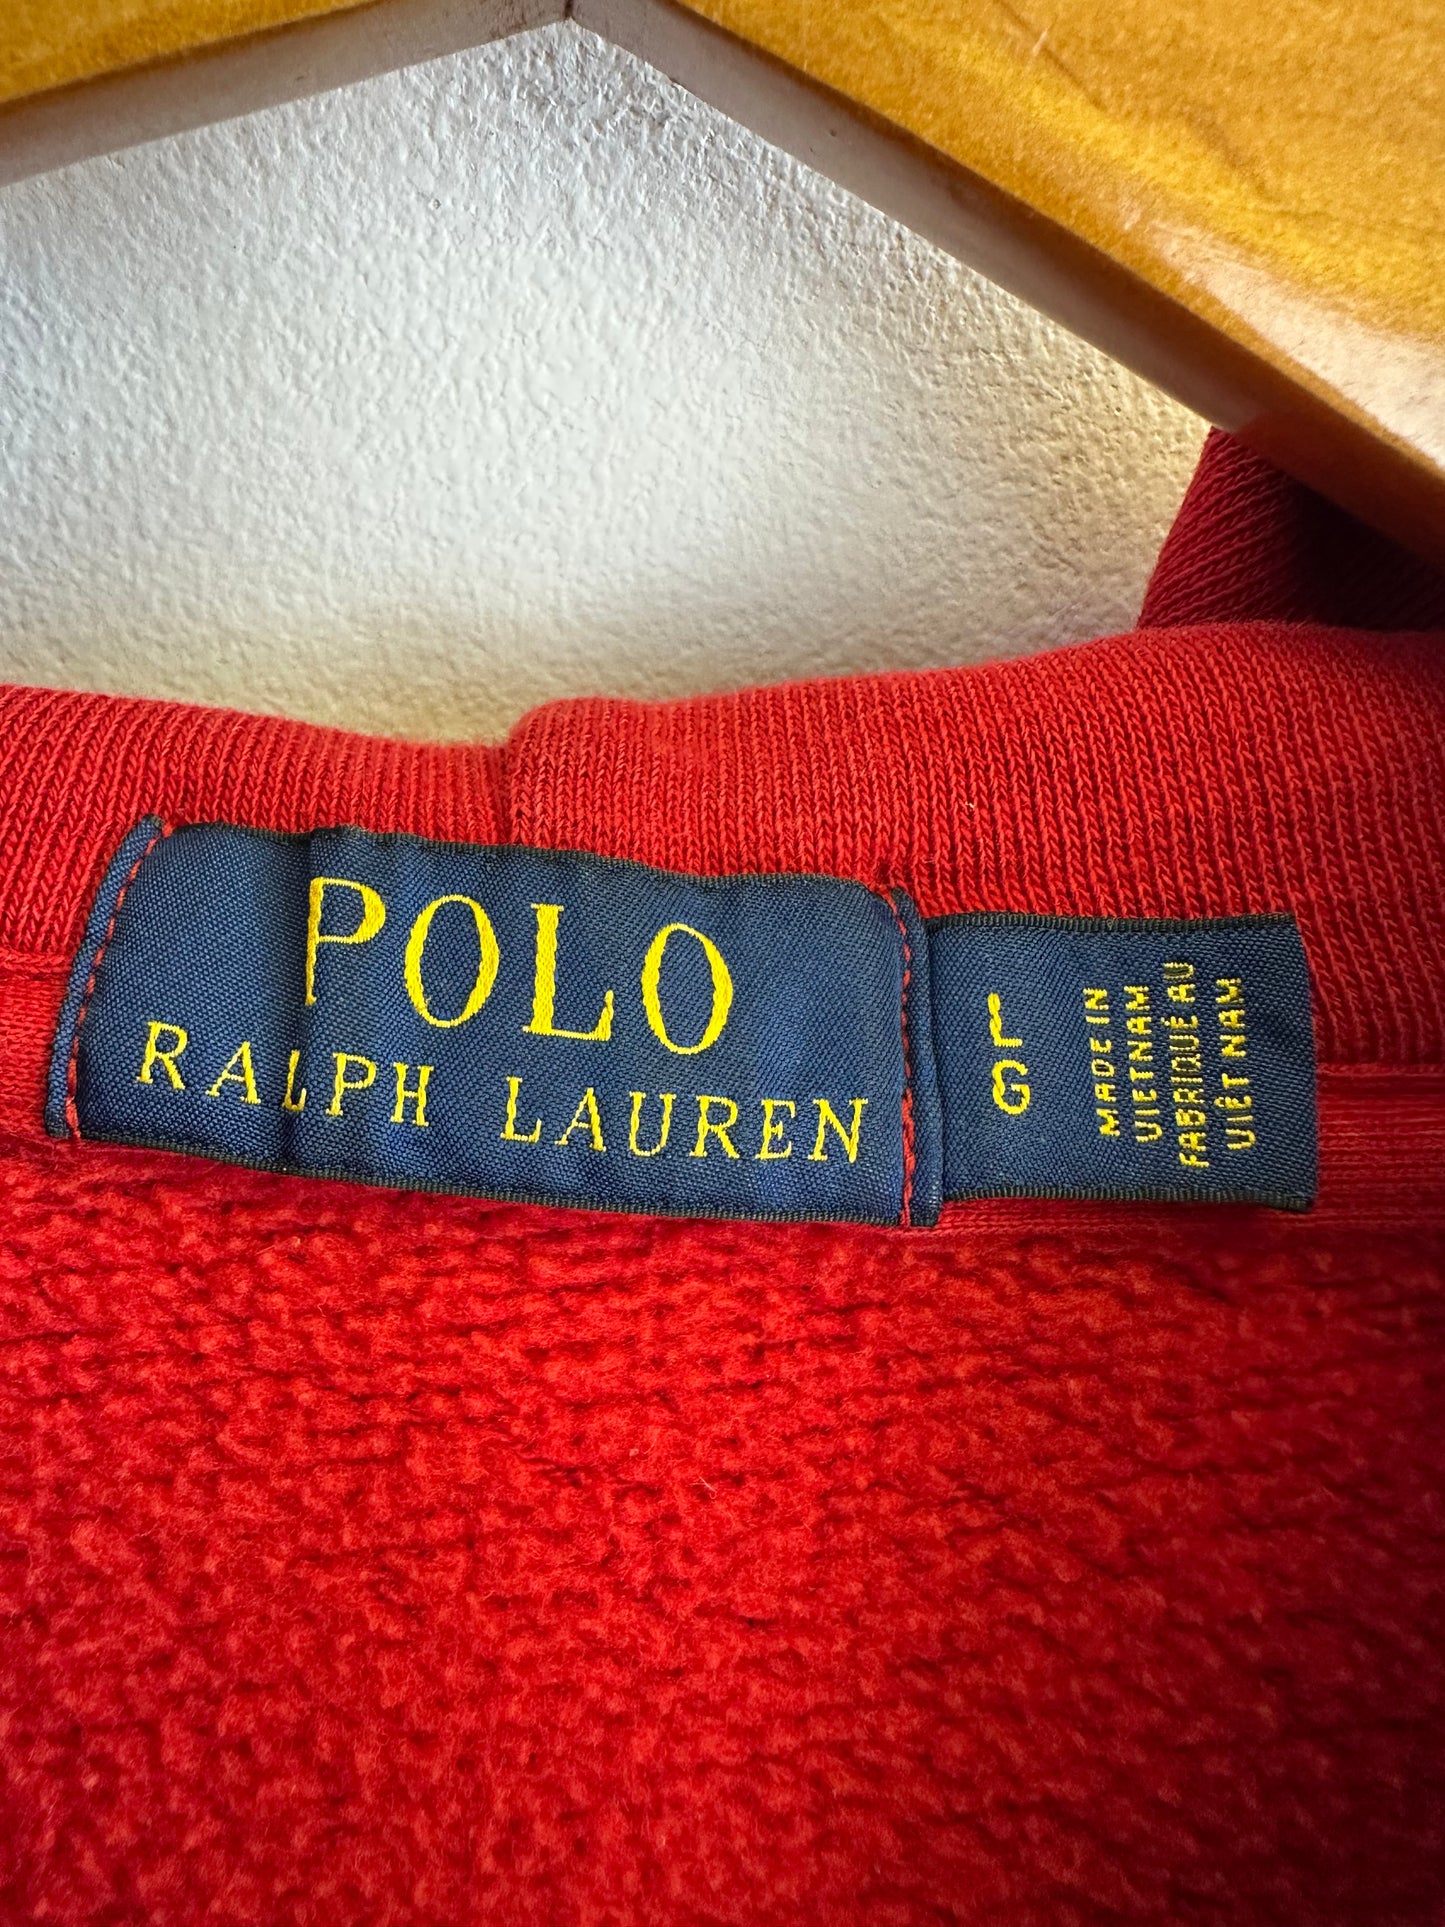 POLO
RALPH LAUREN
L
G
MADE IN
VIETNAM
FABRIQUÉ AU
VIÊT NAM